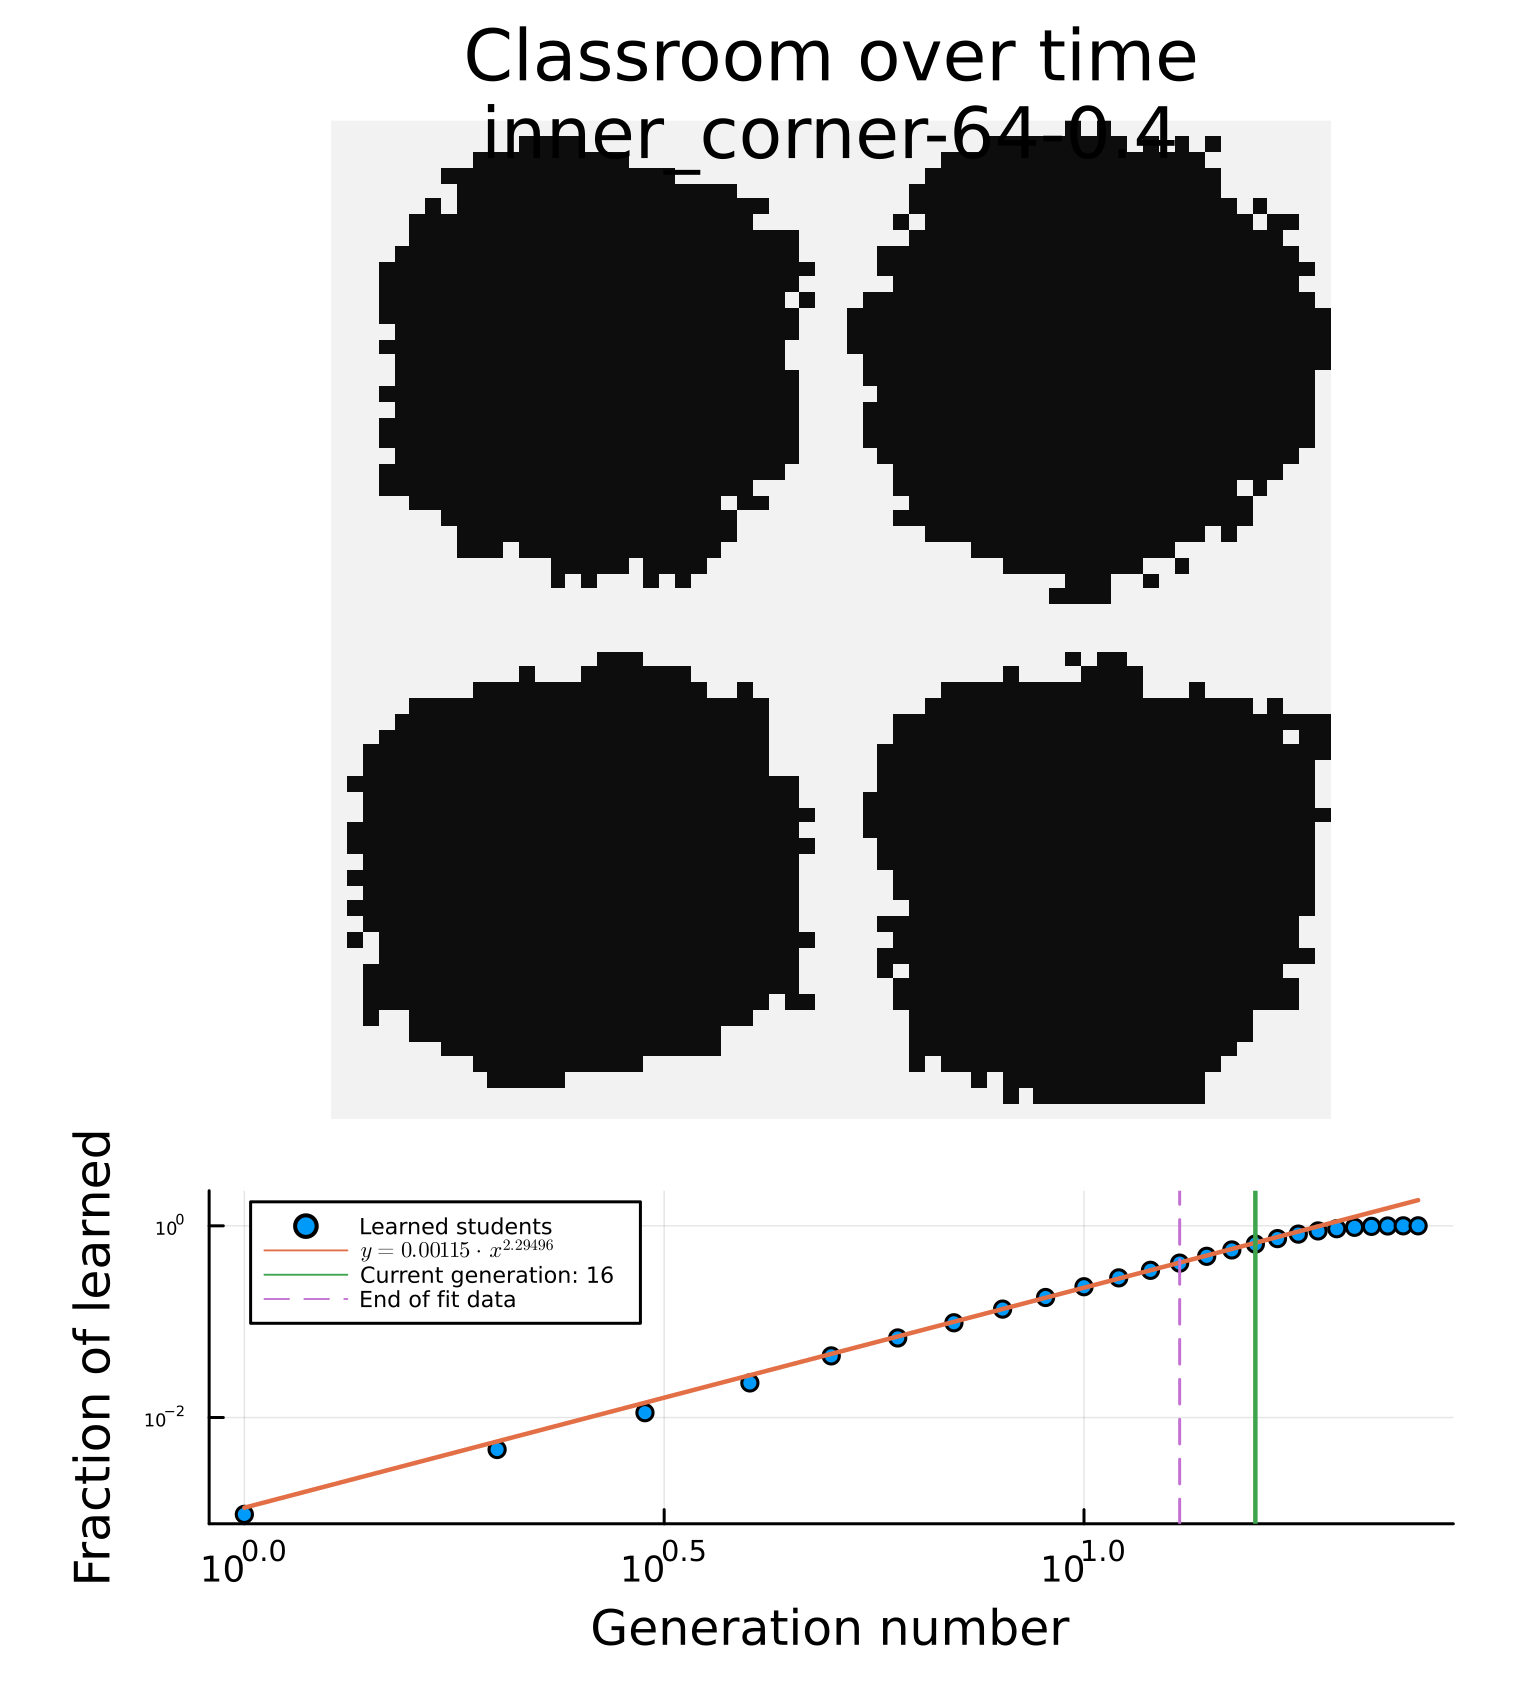 Classroom over time
inner_corner-64-0.4
Fraction of learned
10^0
10^-2
Learned students
y = 0.00115 · x^2.29496
Current generation: 16
End of fit data
10^0.0 10^0.5 10^1.0
Generation number